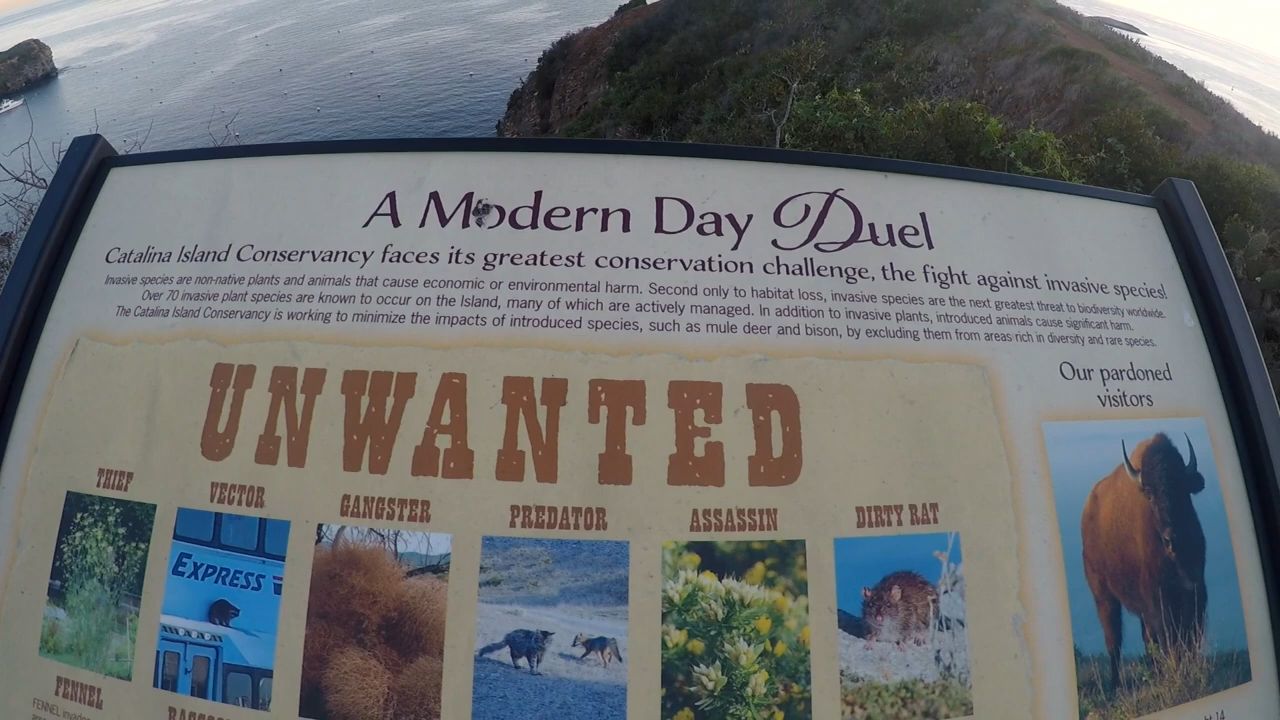 A Modern Day Duel
Catalina Island Conservancy faces its greatest conservation challenge, the fight against invasive species!
Invasive species are non-native plants and animals that cause economic or environmental harm. Second only to habitat loss, invasive species are the next greatest threat to biodiversity worldwide.
Over 70 invasive plant species are known to occur on the Island, many of which are actively managed. In addition to invasive plants, introduced animals cause significant harm.
The Catalina Island Conservancy is working to minimize the impacts of introduced species, such as mule deer and bison, by excluding them from areas rich in diversity and rare species.
Our pardoned
visitors
UNWANTED
THIEF
VECTOR
GANGSTER
PREDATOR
ASSASSIN
DIRTY RAT
EXPRESS
FENNEL
FENNEL